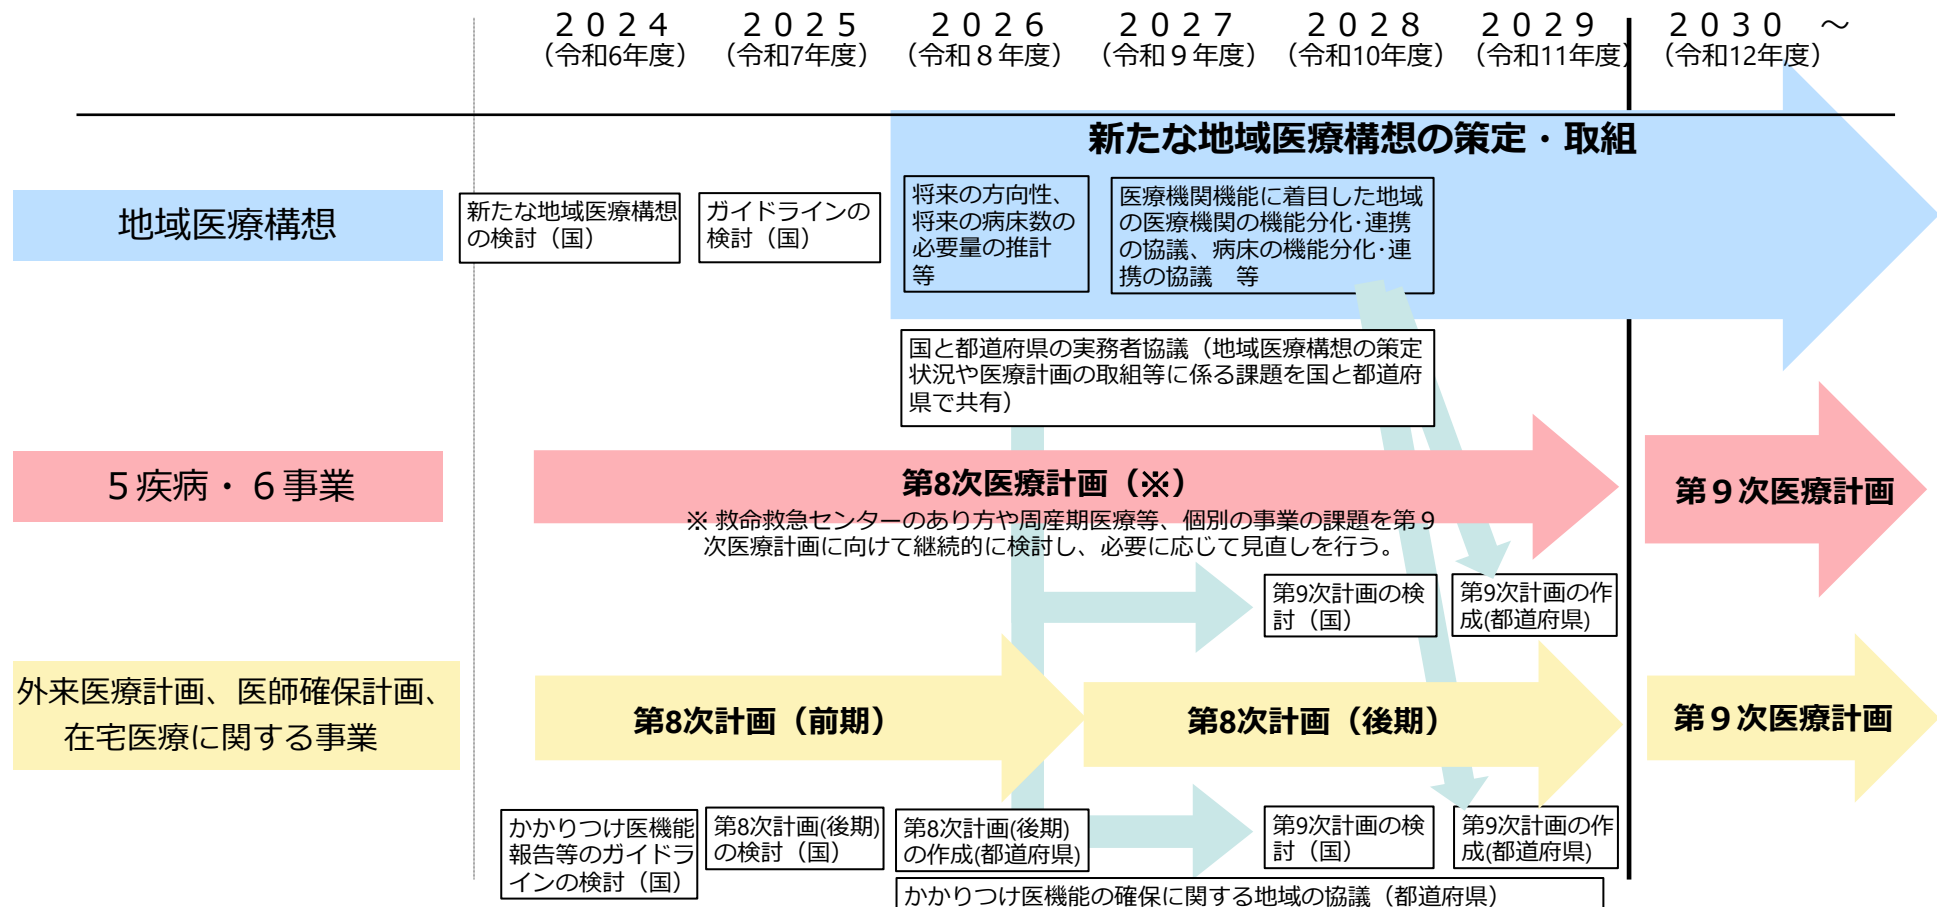 ２０２４
（令和6年度）
２０２５
（令和7年度）
２０２６
（令和８年度）
２０２７
（令和９年度）
２０２８
（令和10年度）
２０２９
（令和11年度）
２０３０　～
（令和12年度）
新たな地域医療構想の策定・取組
地域医療構想
新たな地域医療構想
の検討（国）
ガイドラインの
検討（国）
将来の方向性、
将来の病床数の
必要量の推計
等
医療機関機能に着目した地域
の医療機関の機能分化･連携
の協議、病床の機能分化･連
携の協議　等
国と都道府県の実務者協議（地域医療構想の策定
状況や医療計画の取組等に係る課題を国と都道府
県で共有）
５疾病・６事業
第8次医療計画（※）
※ 救命救急センターのあり方や周産期医療等、個別の事業の課題を第９
次医療計画に向けて継続的に検討し、必要に応じて見直しを行う。
第９次医療計画
第9次計画の検
討（国）
第9次計画の作
成(都道府県)
外来医療計画、医師確保計画、
在宅医療に関する事業
第8次計画（前期）
第8次計画（後期）
第９次医療計画
かかりつけ医機能
報告等のガイドラ
インの検討（国）
第8次計画(後期)
の検討（国）
第8次計画(後期)
の作成(都道府県)
第9次計画の検
討（国）
第9次計画の作
成(都道府県)
かかりつけ医機能の確保に関する地域の協議（都道府県）